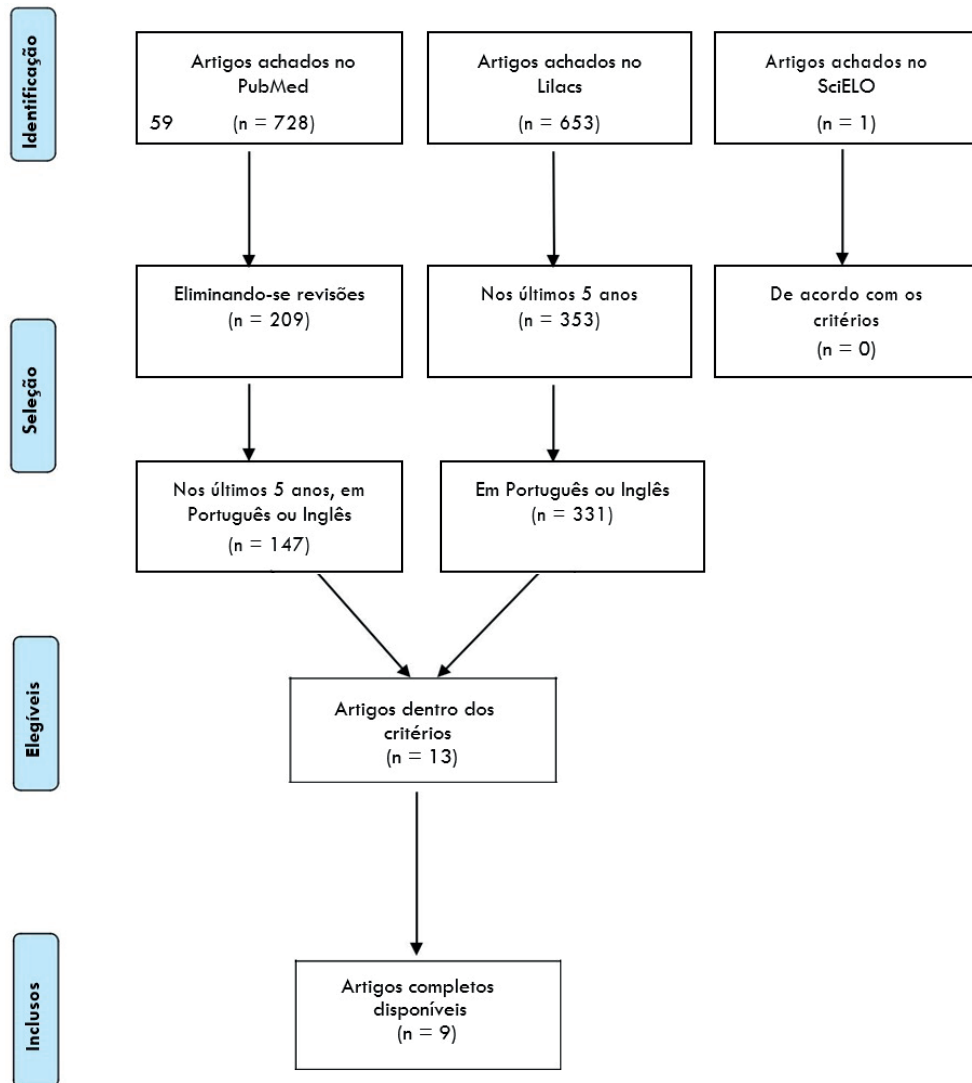 Identificação
Artigos achados no
PubMed
59 (n = 728)
Artigos achados no
Lilacs
(n = 653)
Artigos achados no
SciELO
(n = 1)
Seleção
Eliminando-se revisões
(n = 209)
Nos últimos 5 anos
(n = 353)
De acordo com os
critérios
(n = 0)
Nos últimos 5 anos, em
Português ou Inglês
(n = 147)
Em Português ou Inglês
(n = 331)
Elegíveis
Artigos dentro dos
critérios
(n = 13)
Inclusos
Artigos completos
disponíveis
(n = 9)